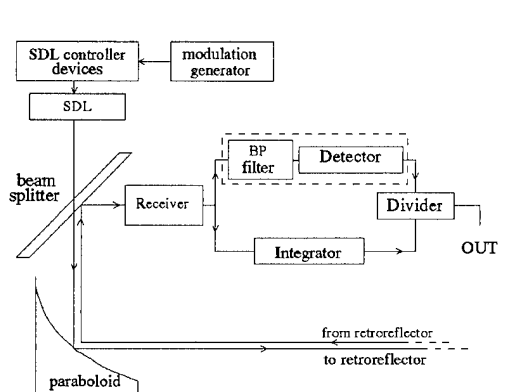 SDL controller
devices
modulation
generator
SDL
beam
splitter
Receiver
BP
filter
Detector
Divider
Integrator
OUT
from retroreflector
to retroreflector
paraboloid